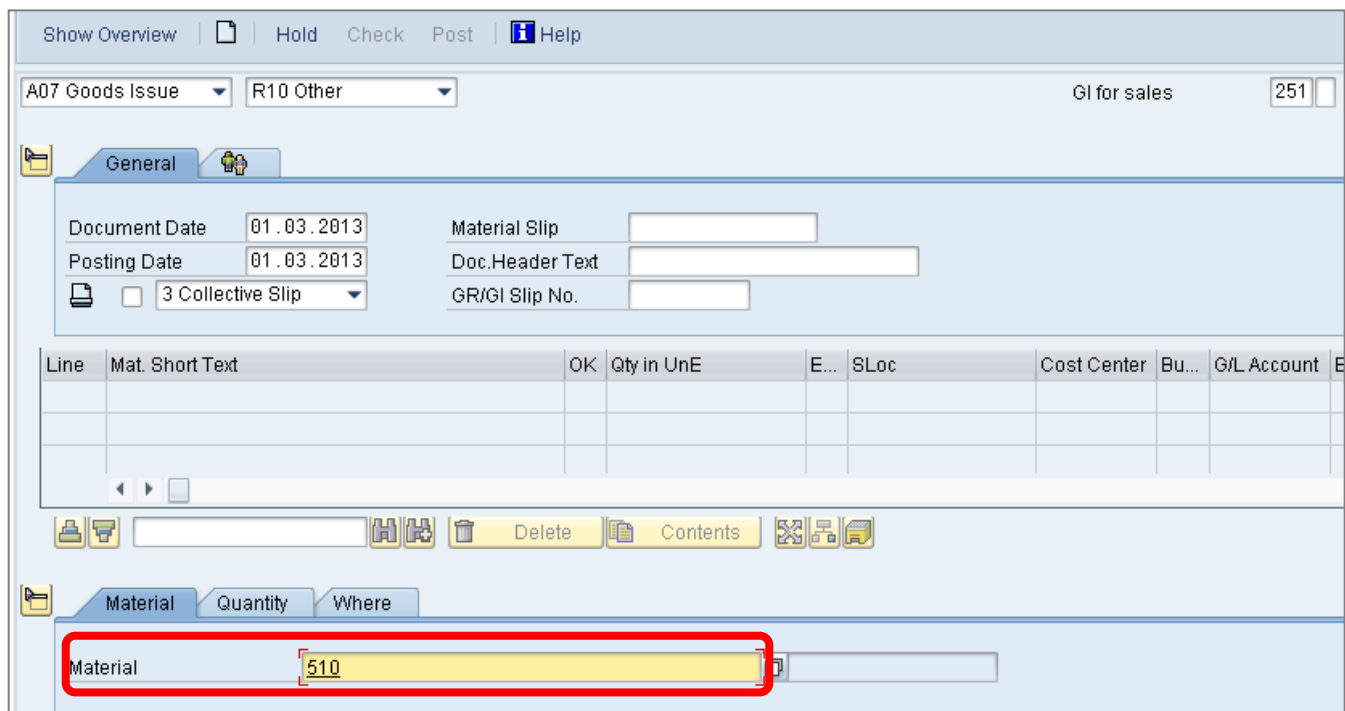 Show Overview Hold Check Post Help
A07 Goods Issue R10 Other GI for sales 251
General
Document Date 01.03.2013 Material Slip
Posting Date 01.03.2013 Doc.Header Text
3 Collective Slip GR/GI Slip No.
Line Mat. Short Text OK Qty in UnE E... SLoc Cost Center Bu... G/L Account E
Delete Contents
Material Quantity Where
Material 510